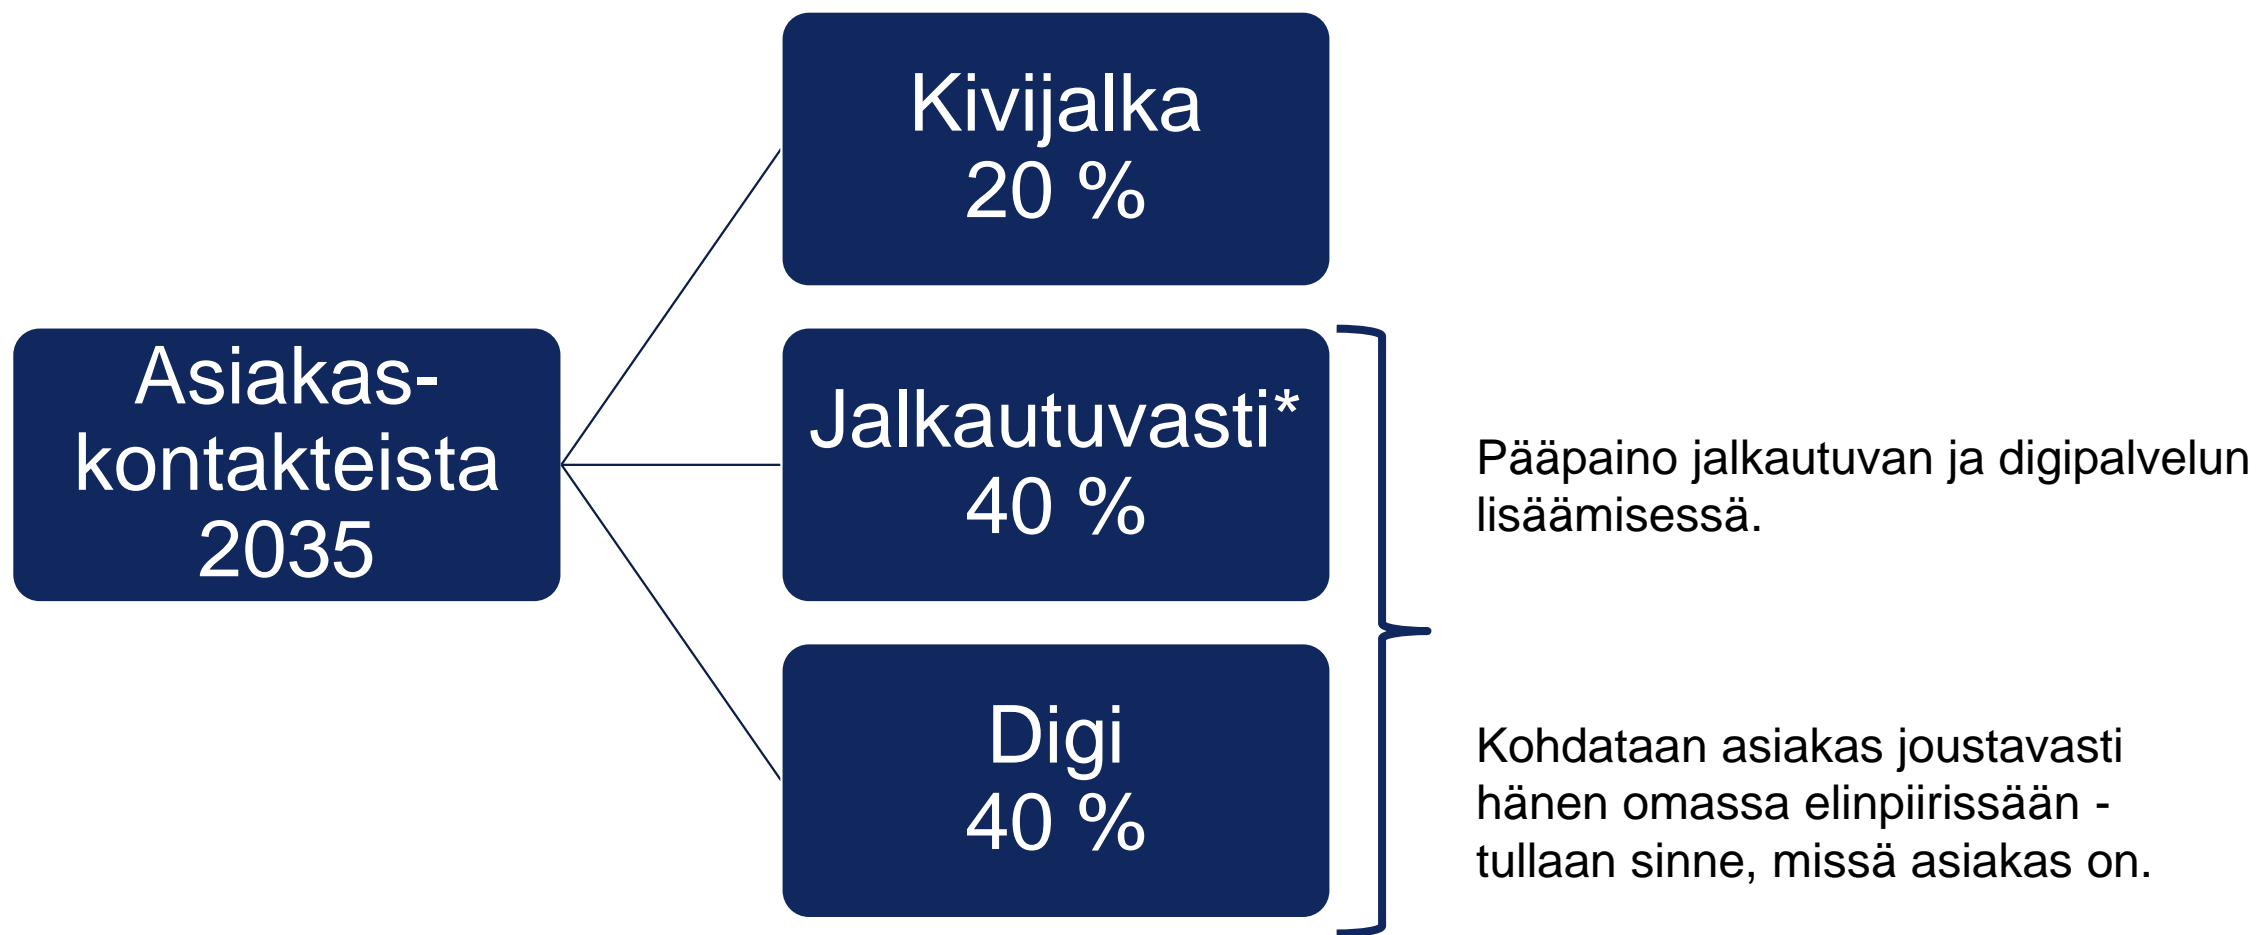 Kivijalka
20 %
Asiakas-
kontakteista
2035
Jalkautuvasti*
40 %
Digi
40 %
Pääpaino jalkautuvan ja digipalvelun
lisäämisessä.
Kohdataan asiakas joustavasti
hänen omassa elinpiirissään -
tullaan sinne, missä asiakas on.